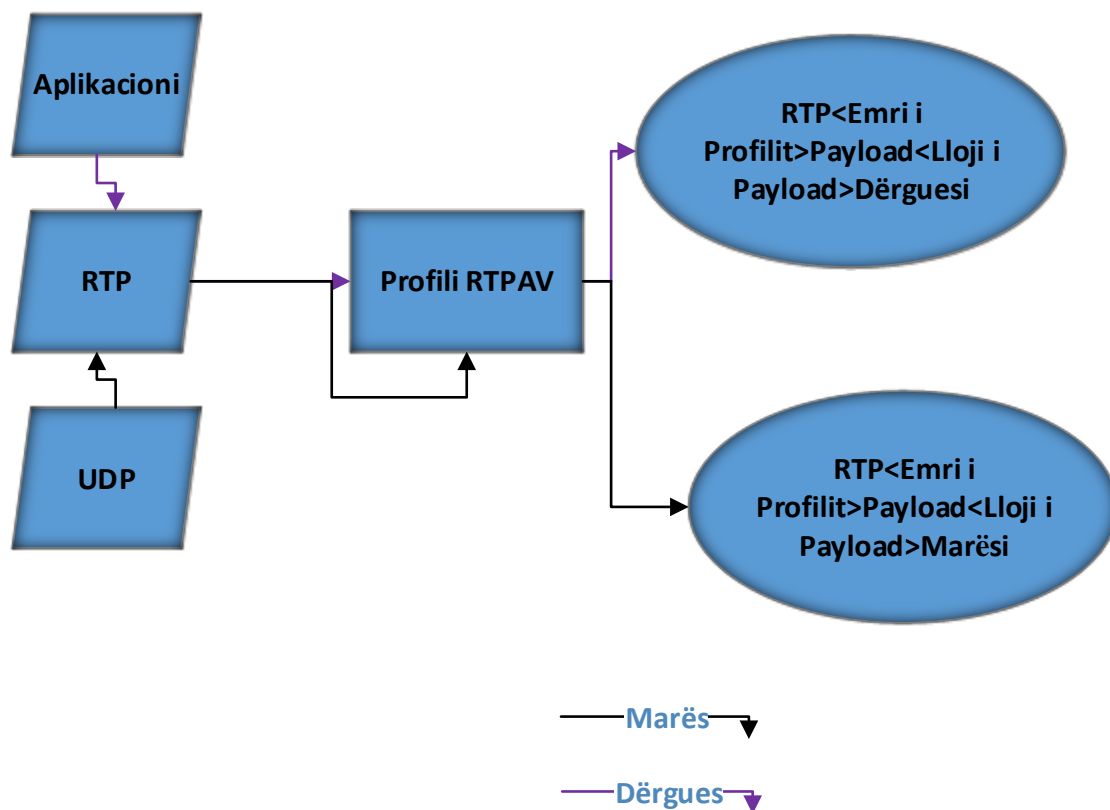 Aplikacioni
RTP<Emri i
Profilit>Payload<Lloji i
Payload>Dërguesi
RTP
Profili RTPAV
UDP
RTP<Emri i
Profilit>Payload<Lloji i
Payload>Marësi
Marës
Dërgues